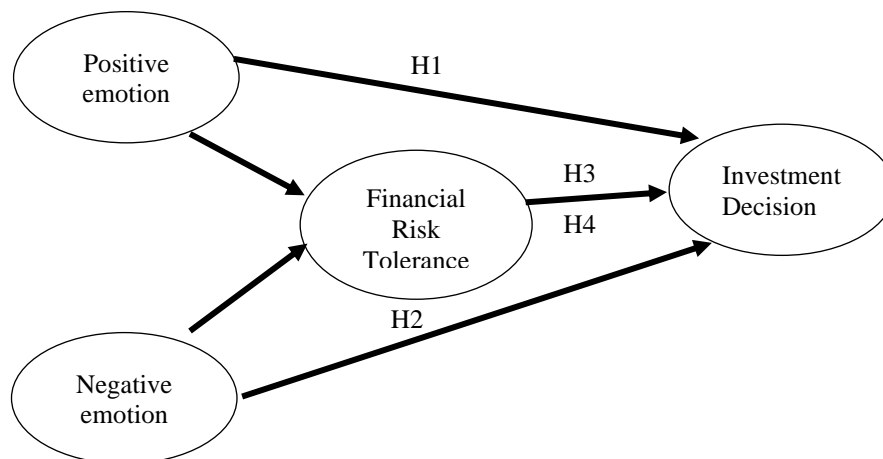 Positive
emotion
H1
Financial
Risk
Tolerance
H3
H4
Investment
Decision
H2
Negative
emotion